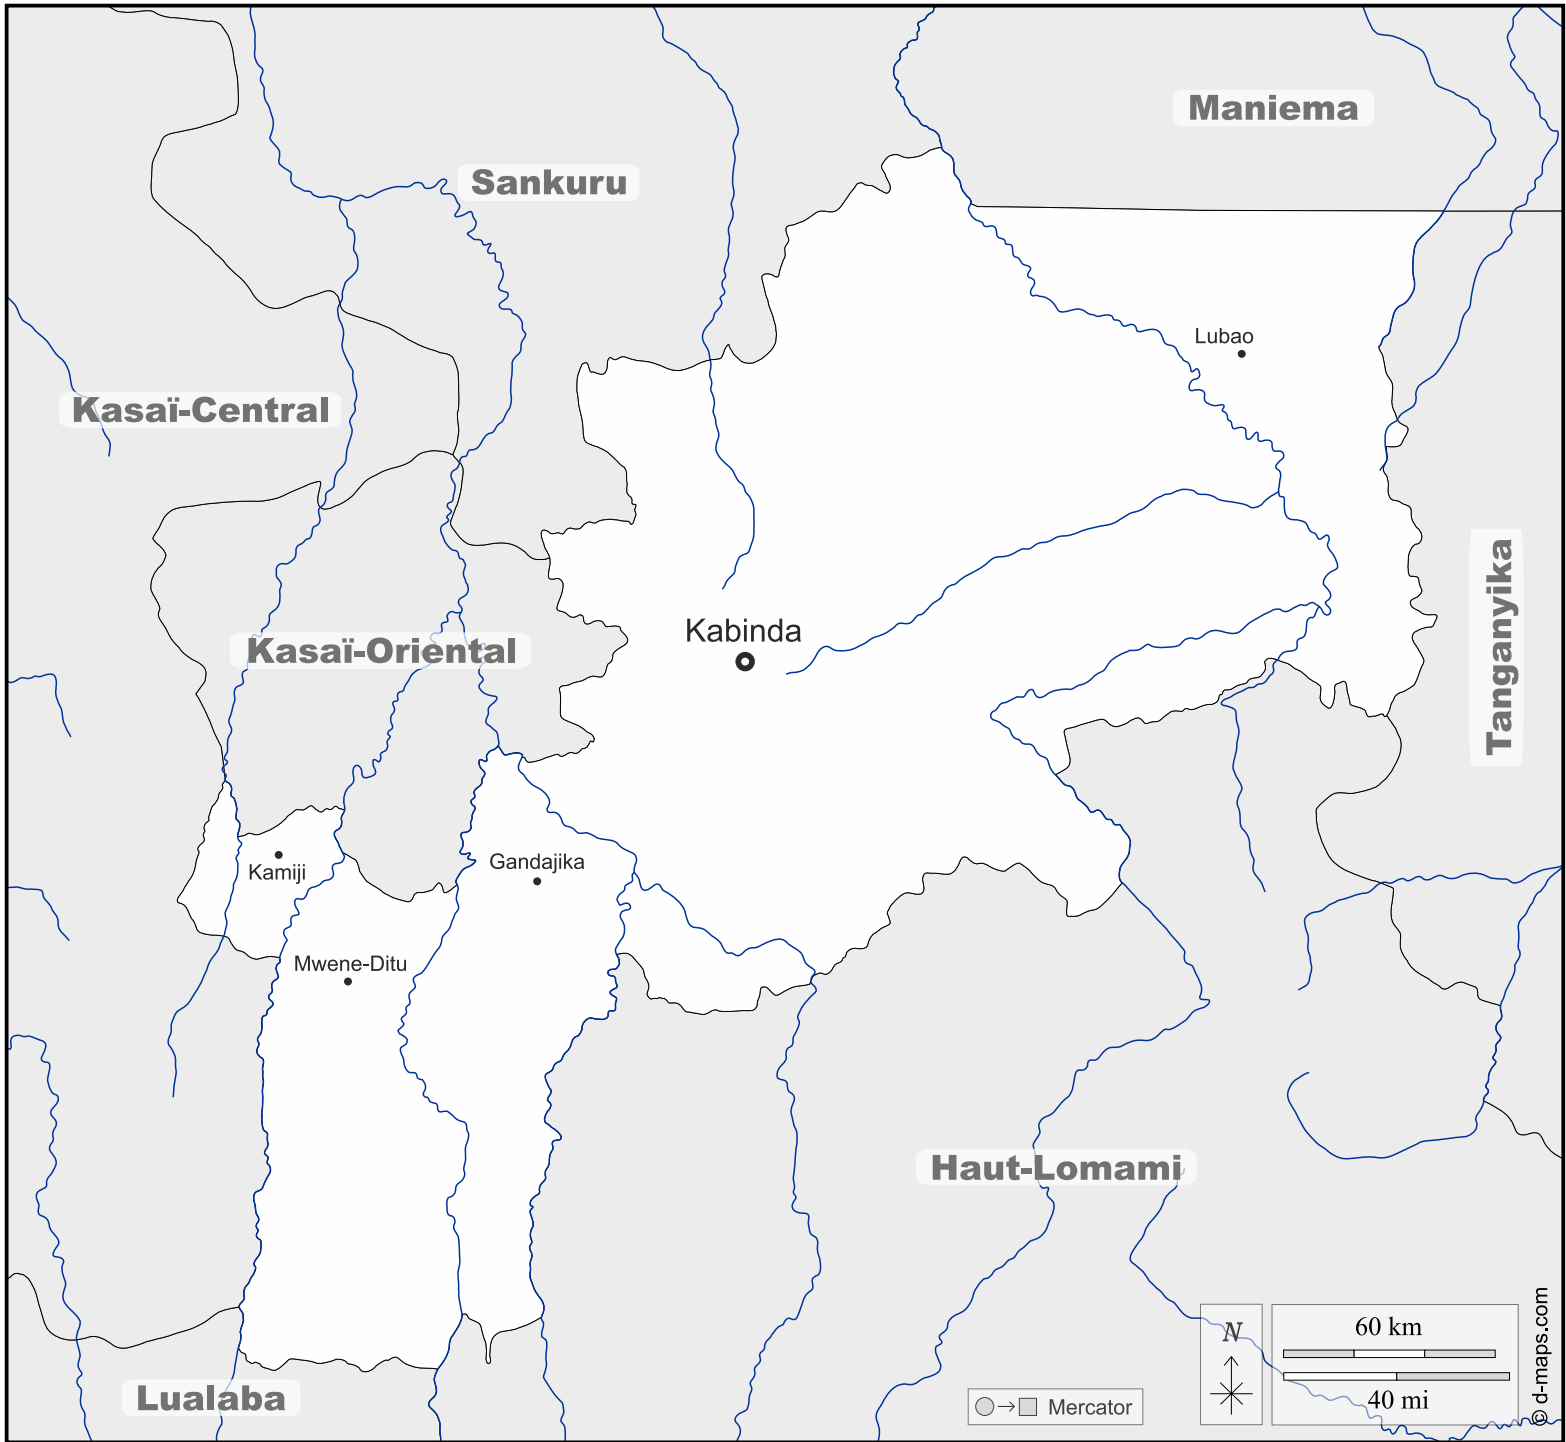 Maniema
Sankuru
Lubao
Kasaï-Central
Kabinda
Kasaï-Oriental
Tanganyika
Gandajika
Kamiji
Mwene-Ditu
Haut-Lomami
Lualaba
N
60 km
40 mi
Mercator
© d-maps.com